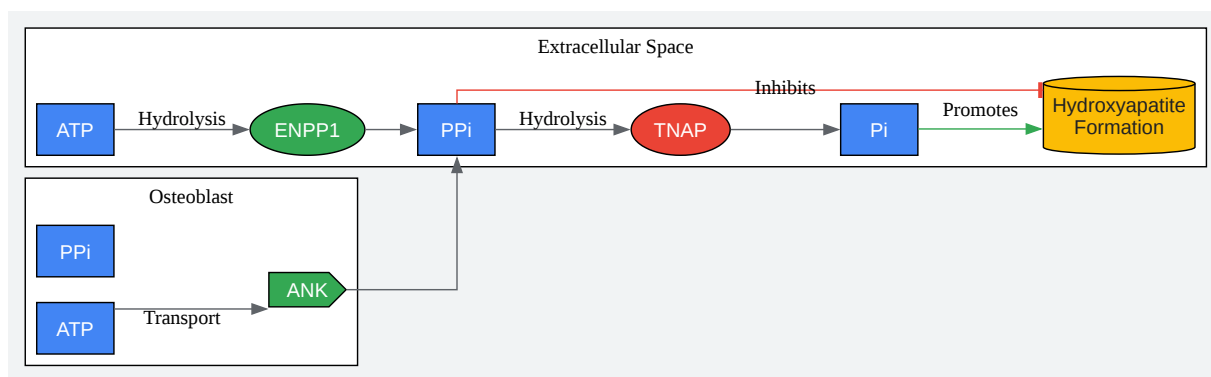 Extracellular Space
ATP
Hydrolysis
ENPP1
PPi
Hydrolysis
TNAP
Inhibits
Pi
Promotes
Hydroxyapatite
Formation
Osteoblast
PPi
ATP
Transport
ANK